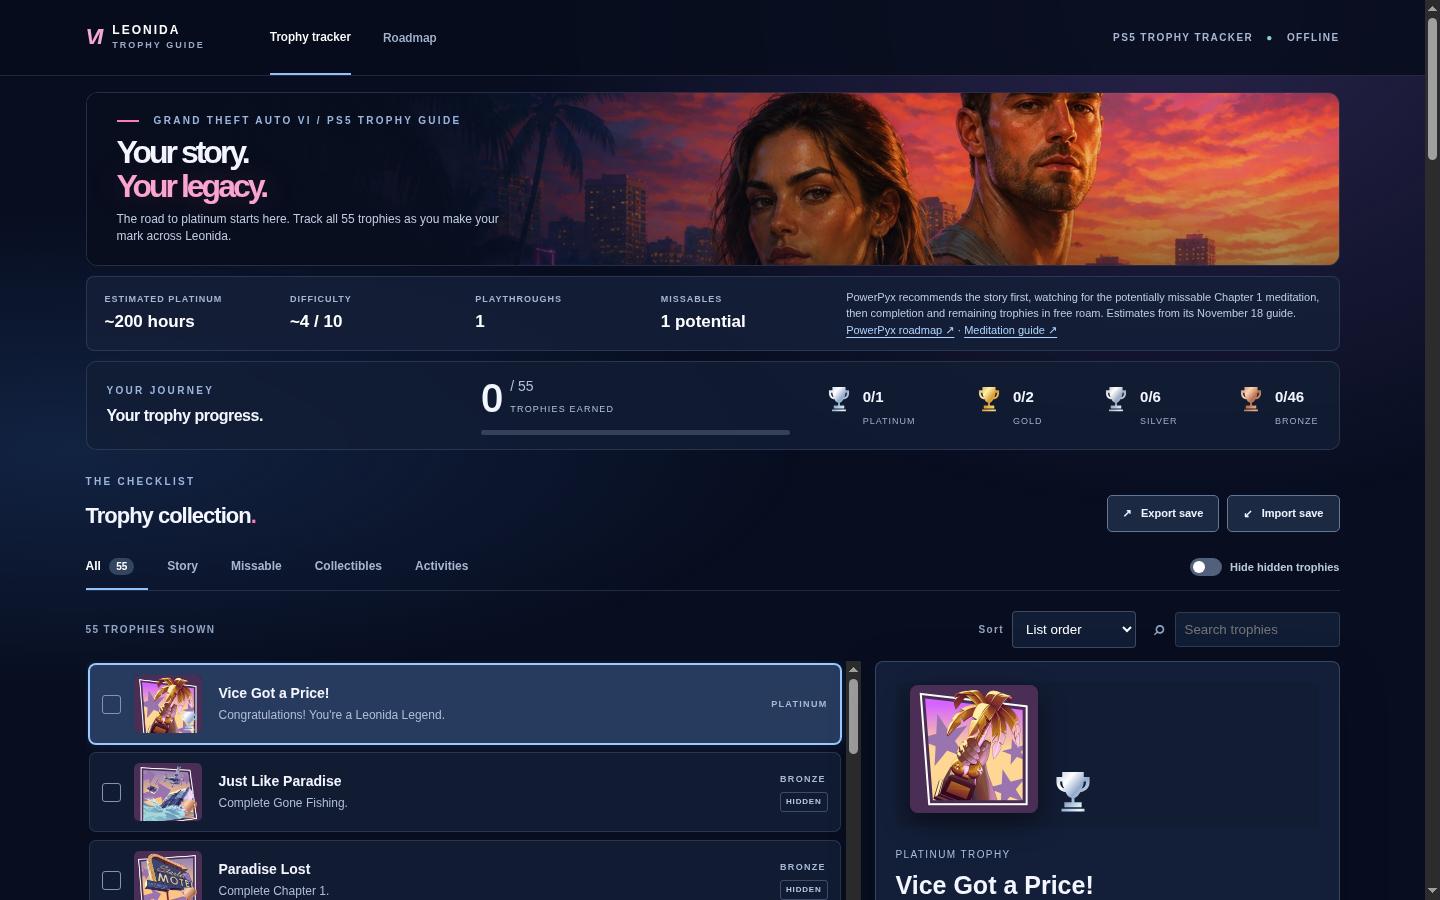 VI LEONIDA
TROPHY GUIDE
Trophy tracker
Roadmap
PS5 TROPHY TRACKER • OFFLINE
GRAND THEFT AUTO VI / PS5 TROPHY GUIDE
Your story.
Your legacy.
The road to platinum starts here. Track all 55 trophies as you make your
mark across Leonida.
ESTIMATED PLATINUM
~200 hours
DIFFICULTY
~4 / 10
PLAYTHROUGHS
1
MISSABLES
1 potential
PowerPyx recommends the story first, watching for the potentially missable Chapter 1 meditation,
then completion and remaining trophies in free roam. Estimates from its November 18 guide.
PowerPyx roadmap ↗ · Meditation guide ↗
YOUR JOURNEY
Your trophy progress.
0 / 55
TROPHIES EARNED
0/1
PLATINUM
0/2
GOLD
0/6
SILVER
0/46
BRONZE
THE CHECKLIST
Trophy collection.
↗ Export save
↙ Import save
All 55
Story
Missable
Collectibles
Activities
Hide hidden trophies
55 TROPHIES SHOWN
Sort
List order
Search trophies
Vice Got a Price!
Congratulations! You're a Leonida Legend.
PLATINUM
Just Like Paradise
Complete Gone Fishing.
BRONZE
HIDDEN
MOTE
Paradise Lost
Complete Chapter 1.
BRONZE
HIDDEN
PLATINUM TROPHY
Vice Got a Price!